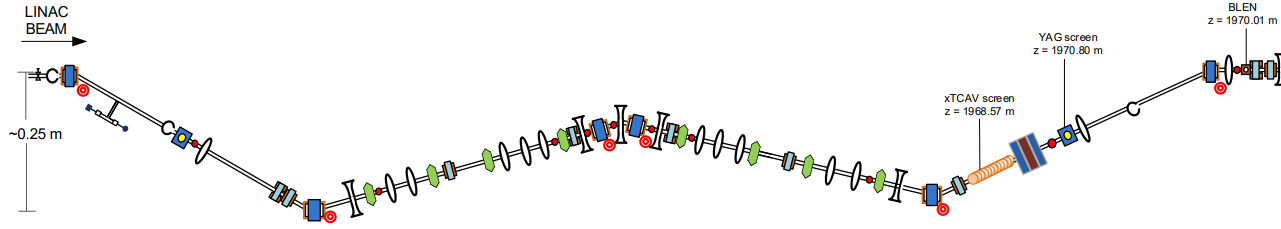 LINAC
BEAM
BLEN
z = 1970.01 m
YAG screen
z = 1970.80 m
xTCAV screen
z = 1968.57 m
~0.25 m